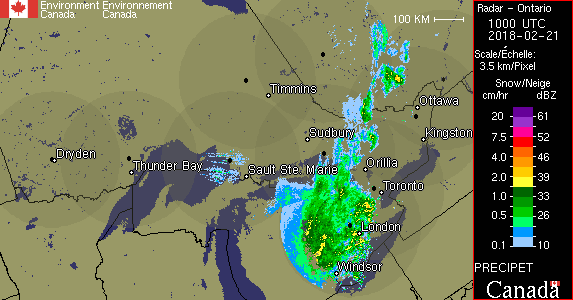 Environment Environnement
Canada Canada
100 KM
Timmins
Ottawa
Sudbury
Kingston
Dryden
Thunder Bay
Sault Ste. Marie
Orillia
Toronto
London
Windsor
Radar - Ontario
1000 UTC
2018-02-21
Scale/Échelle:
3.5 km/Pixel
Snow/Neige
cm/hr DBZ
20 61
7.5 52
4.0 46
2.0 39
1.0 33
0.5 26
0.1 10
PRECIPET
Canada